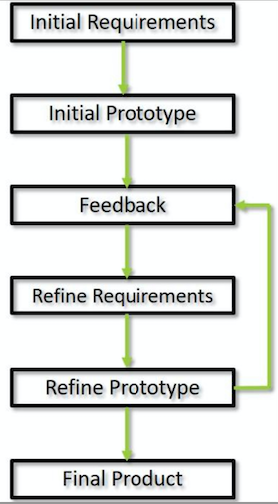 Initial Requirements
Initial Prototype
Feedback
Refine Requirements
Refine Prototype
Final Product